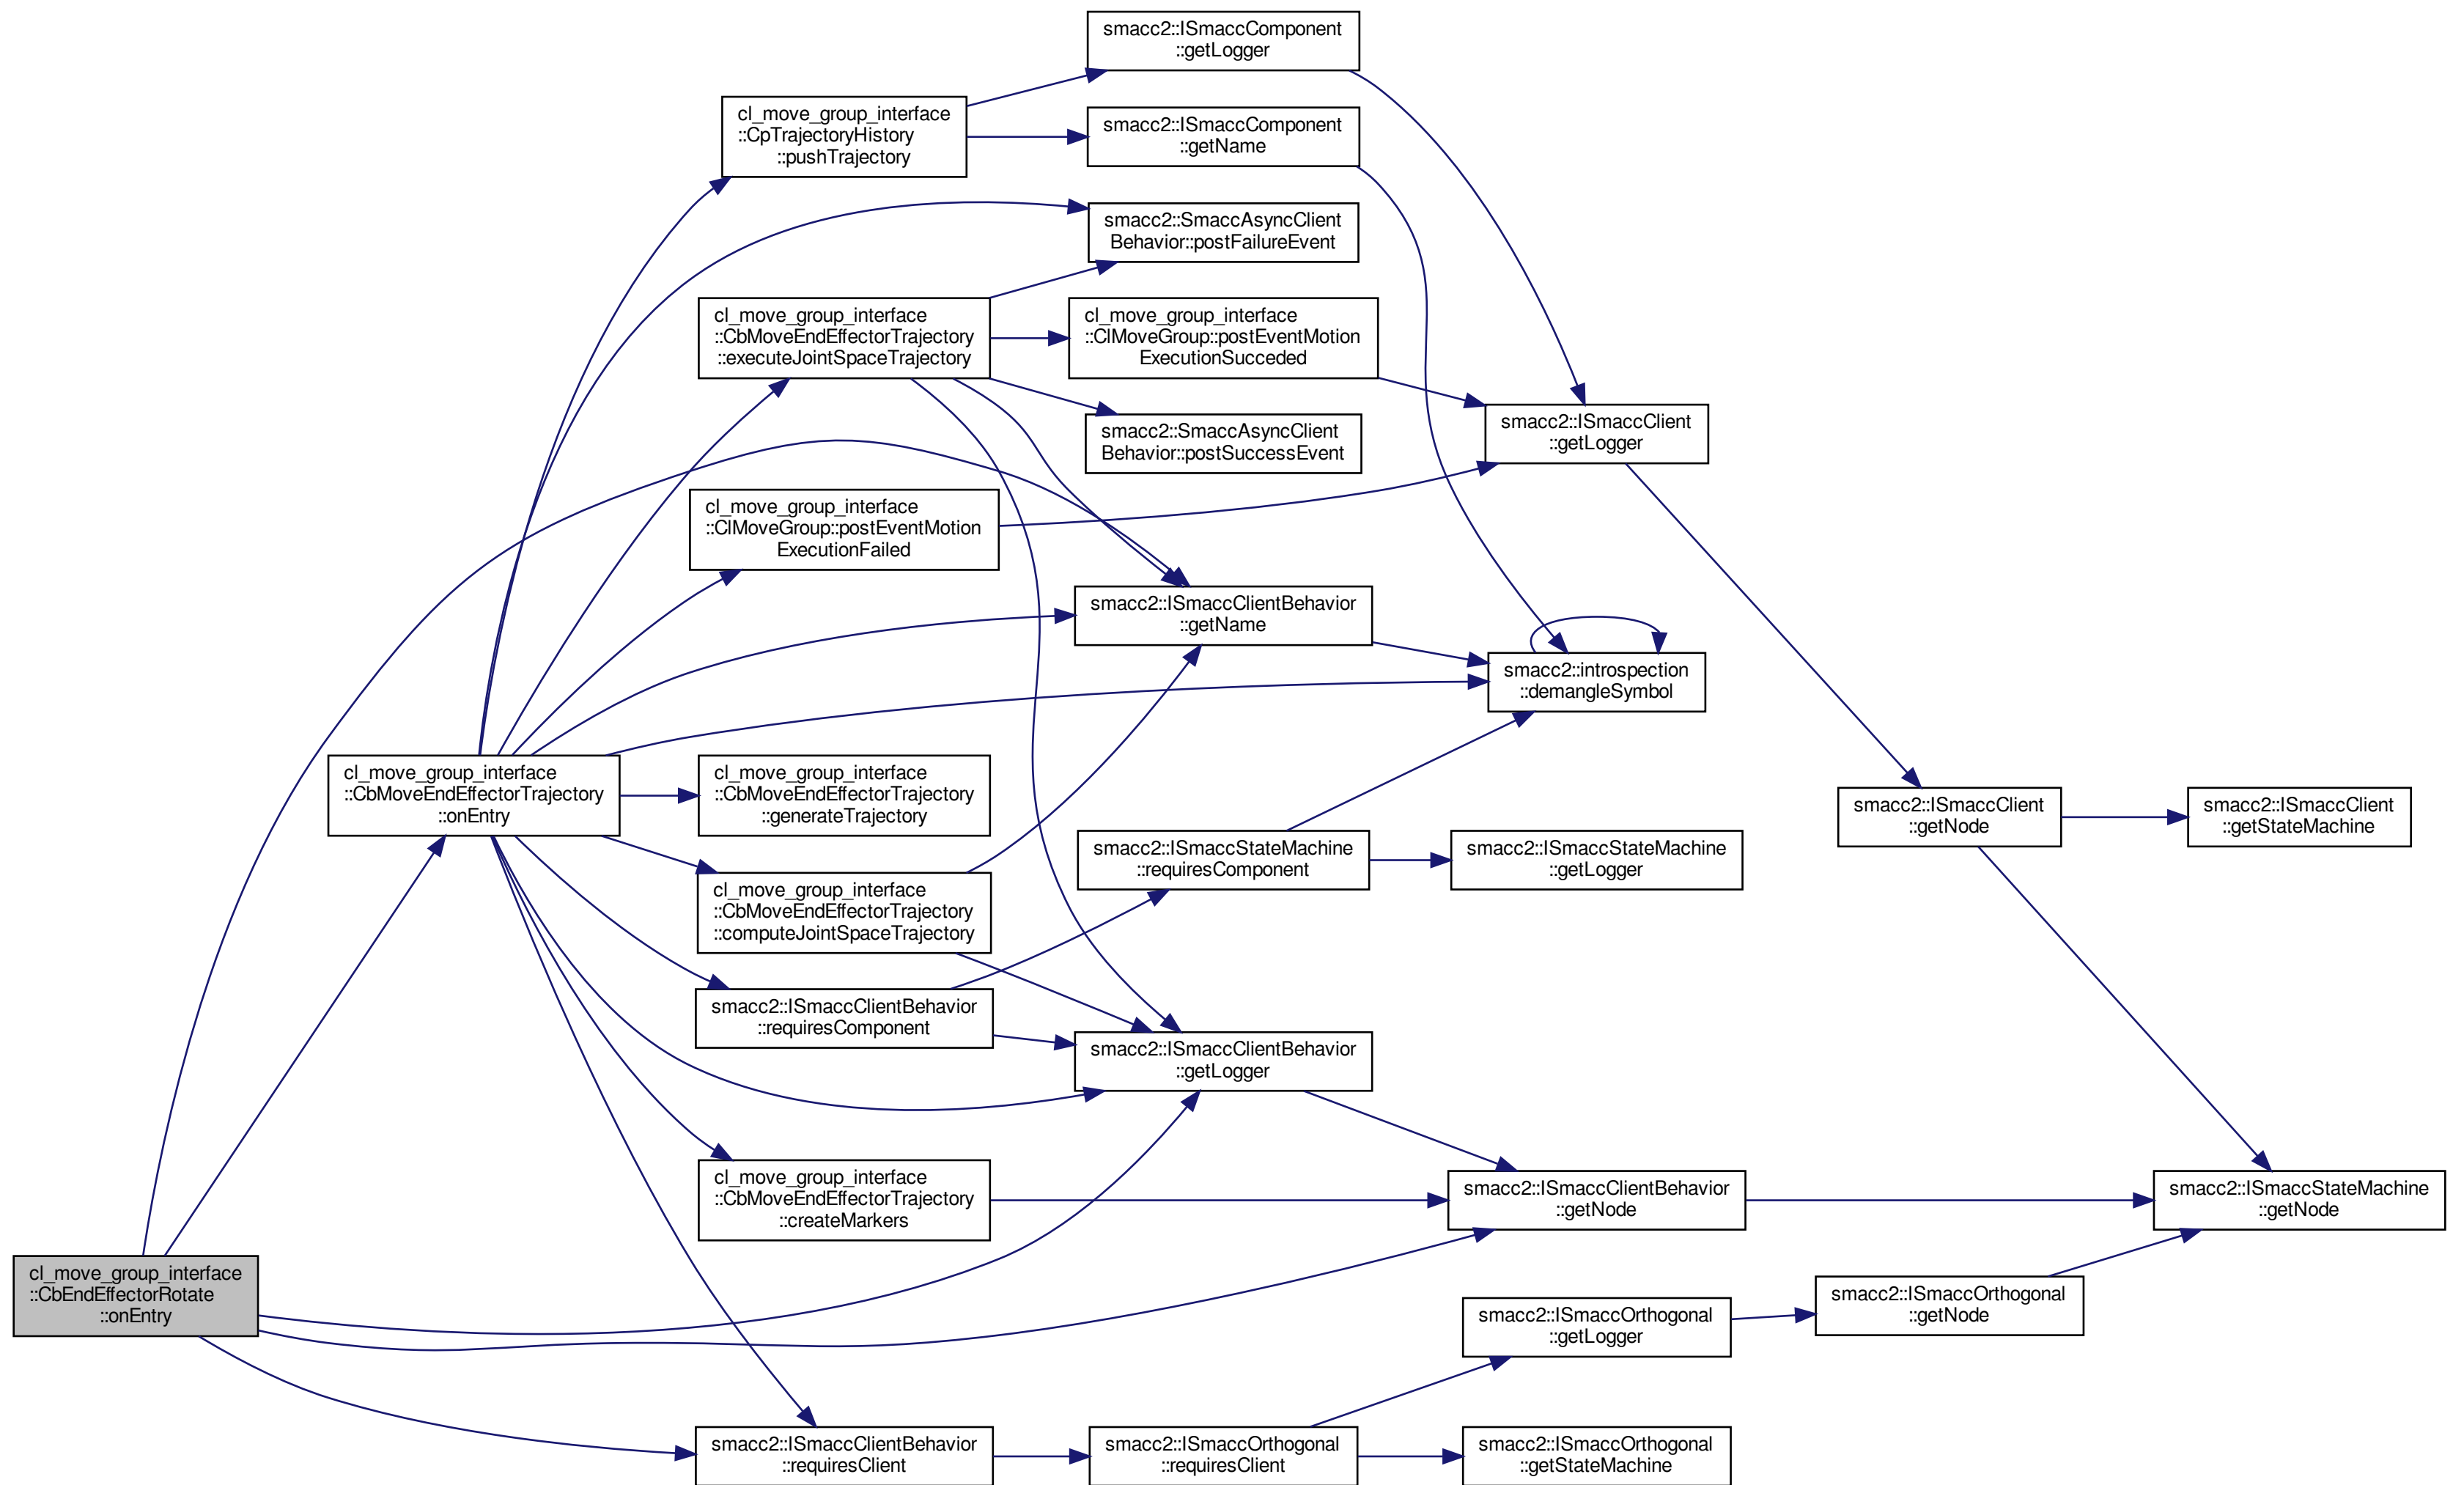 smacc2::ISmaccComponent
::getLogger
cl_move_group_interface
::CpTrajectoryHistory
::pushTrajectory
smacc2::ISmaccComponent
::getName
smacc2::SmaccAsyncClient
Behavior::postFailureEvent
cl_move_group_interface
::CbMoveEndEffectorTrajectory
::executeJointSpaceTrajectory
cl_move_group_interface
::ClMoveGroup::postEventMotion
ExecutionSucceded
smacc2::SmaccAsyncClient
Behavior::postSuccessEvent
smacc2::ISmaccClient
::getLogger
cl_move_group_interface
::ClMoveGroup::postEventMotion
ExecutionFailed
smacc2::ISmaccClientBehavior
::getName
smacc2::introspection
::demangleSymbol
cl_move_group_interface
::CbMoveEndEffectorTrajectory
::onEntry
cl_move_group_interface
::CbMoveEndEffectorTrajectory
::generateTrajectory
smacc2::ISmaccClient
::getNode
smacc2::ISmaccClient
::getStateMachine
smacc2::ISmaccStateMachine
::requiresComponent
smacc2::ISmaccStateMachine
::getLogger
cl_move_group_interface
::CbMoveEndEffectorTrajectory
::computeJointSpaceTrajectory
smacc2::ISmaccClientBehavior
::requiresComponent
smacc2::ISmaccClientBehavior
::getLogger
cl_move_group_interface
::CbMoveEndEffectorTrajectory
::createMarkers
smacc2::ISmaccClientBehavior
::getNode
smacc2::ISmaccStateMachine
::getNode
cl_move_group_interface
::CbEndEffectorRotate
::onEntry
smacc2::ISmaccOrthogonal
::getLogger
smacc2::ISmaccOrthogonal
::getNode
smacc2::ISmaccClientBehavior
::requiresClient
smacc2::ISmaccOrthogonal
::requiresClient
smacc2::ISmaccOrthogonal
::getStateMachine